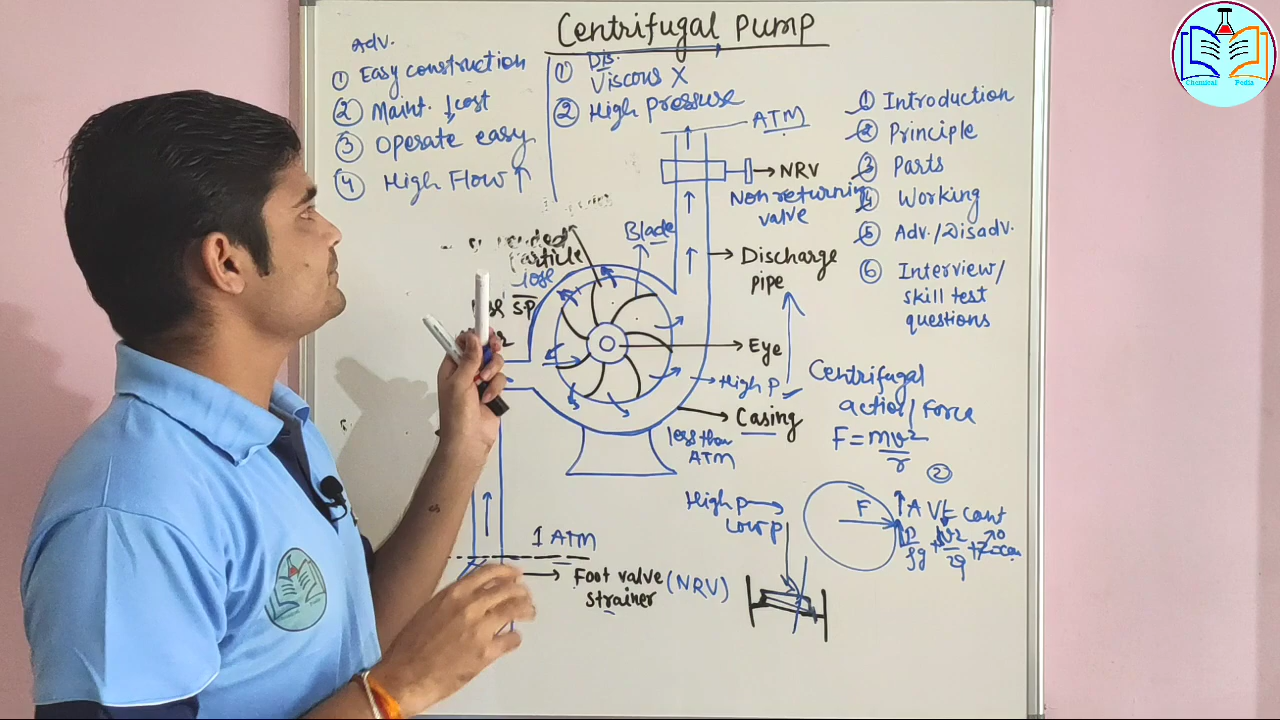 Centrifugal Pump
Adv.
① Easy construction
② Maint. ↓cost
③ Operate easy
④ High Flow ↑
Dis.
① Viscous X
② High pressure
ATM
NRV
Non returning
valve
Blade
Discharge
pipe
particle
lose
S.P
Eye
High P
Casing
less than
ATM
1 ATM
Foot valve (NRV)
strainer
① Introduction
② Principle
③ Parts
④ Working
⑤ Adv./Disadv.
⑥ Interview/
skill test
questions
Centrifugal
action/Force
F = mv²
r
②
High P
Low P
F
Chemical Pedia